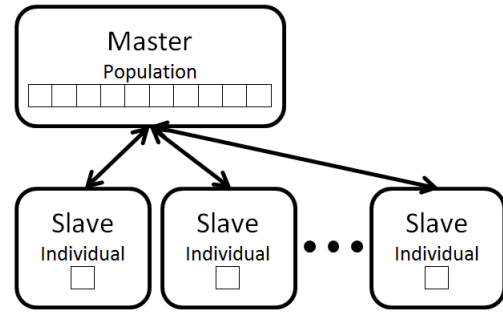 Master
Population
Slave
Individual
Slave
Individual
Slave
Individual